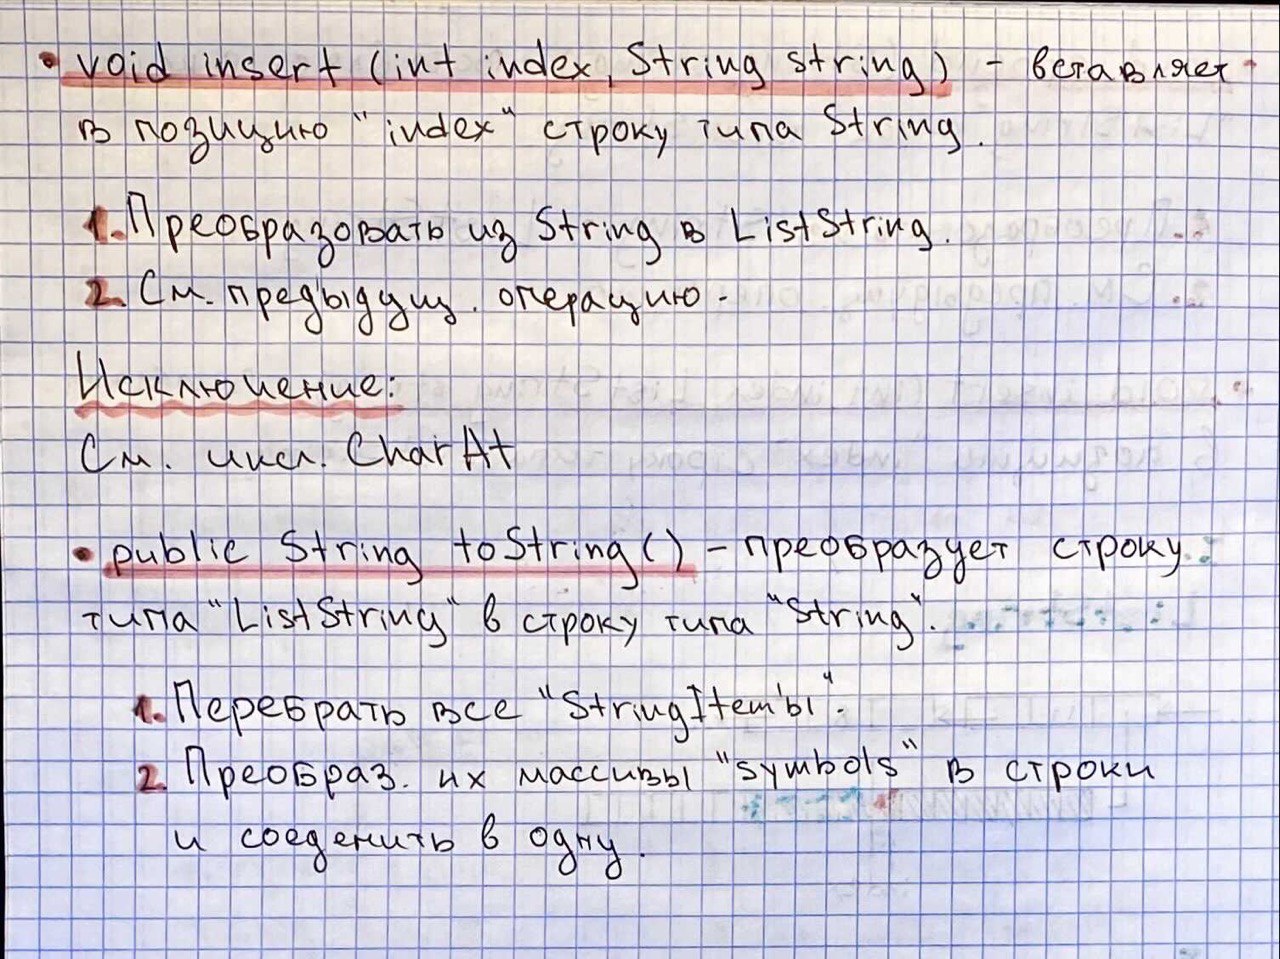 • void insert (int index, String string) - вставляет
в позицию "index" строку типа String.
1. Преобразовать из String в ListString.
2. См. предыдущ. операцию.
Исключение:
См. искл. CharAt
• public String toString() - преобразует строку
типа "ListString" в строку типа "String".
1. Перебрать все "StringItem'ы".
2. Преобраз. их массивы "symbols" в строки
и соеденить в одну.